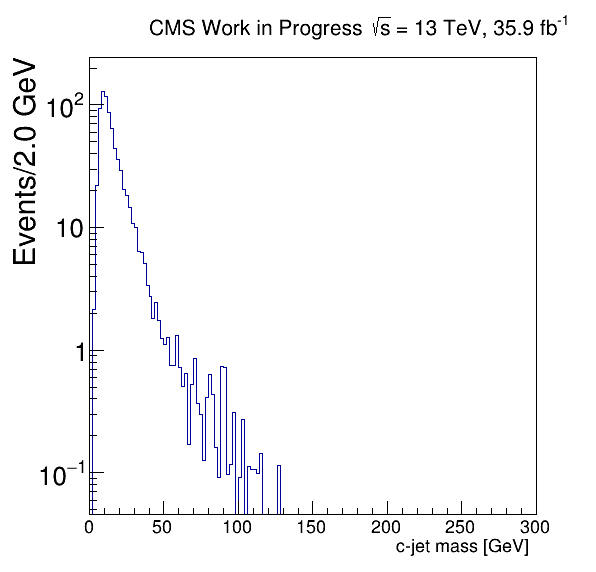 CMS Work in Progress √s = 13 TeV, 35.9 fb⁻¹
Events/2.0 GeV
10²
10
1
10⁻¹
0 50 100 150 200 250 300
c-jet mass [GeV]